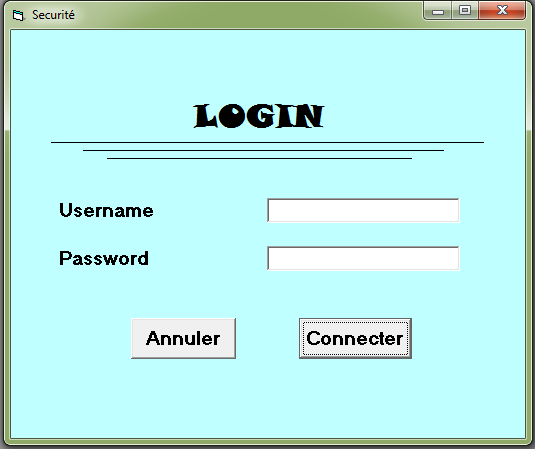 Securité
LOGIN
Username
Password
Annuler
Connecter